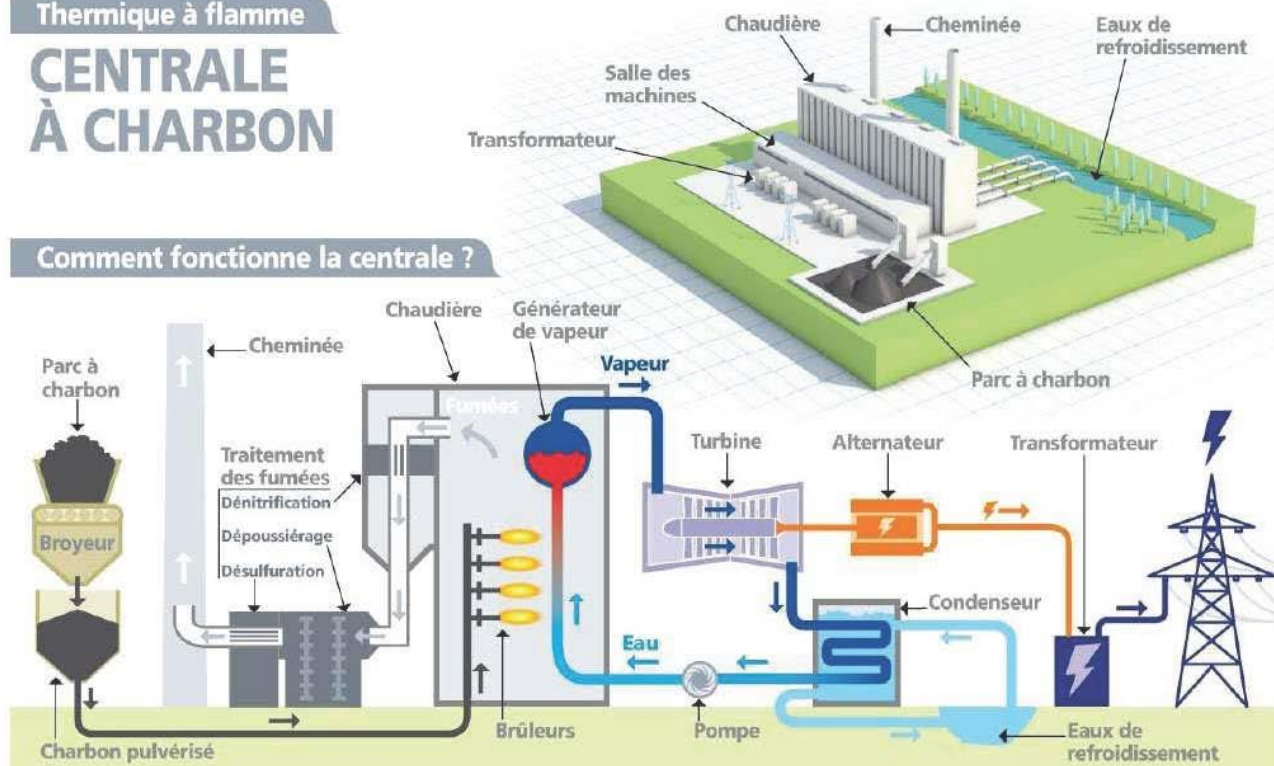 Thermique à flamme
CENTRALE
À CHARBON
Chaudière
Cheminée
Eaux de
refroidissement
Salle des
machines
Transformateur
Parc à charbon
Comment fonctionne la centrale ?
Parc à
charbon
Broyeur
Charbon pulvérisé
Cheminée
Traitement
des fumées
Dénitrification
Dépoussiérage
Désulfuration
Chaudière
Fumées
Générateur
de vapeur
Brûleurs
Vapeur
Eau
Pompe
Turbine
Alternateur
Transformateur
Condenseur
Eaux de
refroidissement